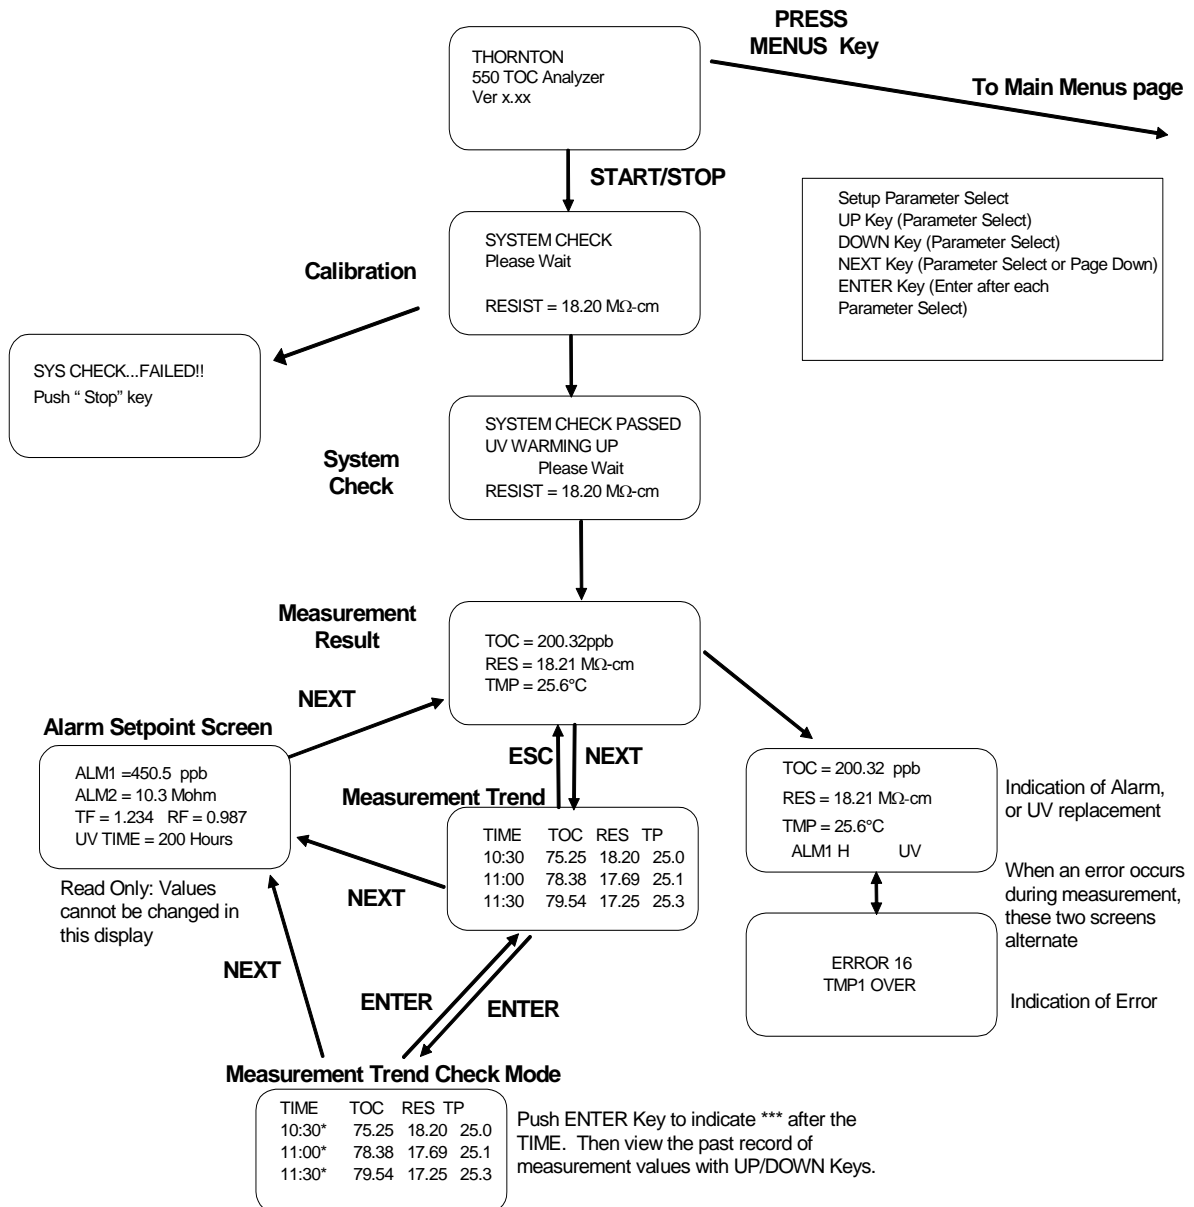 PRESS
MENUS Key
THORNTON
550 TOC Analyzer
Ver x.xx
To Main Menus page
START/STOP
Setup Parameter Select
UP Key (Parameter Select)
DOWN Key (Parameter Select)
NEXT Key (Parameter Select or Page Down)
ENTER Key (Enter after each
Parameter Select)
SYSTEM CHECK
Please Wait
RESIST = 18.20 MΩ-cm
Calibration
SYS CHECK...FAILED!!
Push “ Stop” key
SYSTEM CHECK PASSED
UV WARMING UP
Please Wait
RESIST = 18.20 MΩ-cm
System
Check
Measurement
Result
TOC = 200.32ppb
RES = 18.21 MΩ-cm
TMP = 25.6°C
NEXT
Alarm Setpoint Screen
ALM1 =450.5 ppb
ALM2 = 10.3 Mohm
TF = 1.234 RF = 0.987
UV TIME = 200 Hours
Read Only: Values
cannot be changed in
this display
ESC NEXT
Measurement Trend
TIME TOC RES TP
10:30 75.25 18.20 25.0
11:00 78.38 17.69 25.1
11:30 79.54 17.25 25.3
NEXT
TOC = 200.32 ppb
RES = 18.21 MΩ-cm
TMP = 25.6°C
ALM1 H UV
Indication of Alarm,
or UV replacement
When an error occurs
during measurement,
these two screens
alternate
ERROR 16
TMP1 OVER
Indication of Error
NEXT
ENTER
ENTER
Measurement Trend Check Mode
TIME TOC RES TP
10:30* 75.25 18.20 25.0
11:00* 78.38 17.69 25.1
11:30* 79.54 17.25 25.3
Push ENTER Key to indicate *** after the
TIME. Then view the past record of
measurement values with UP/DOWN Keys.